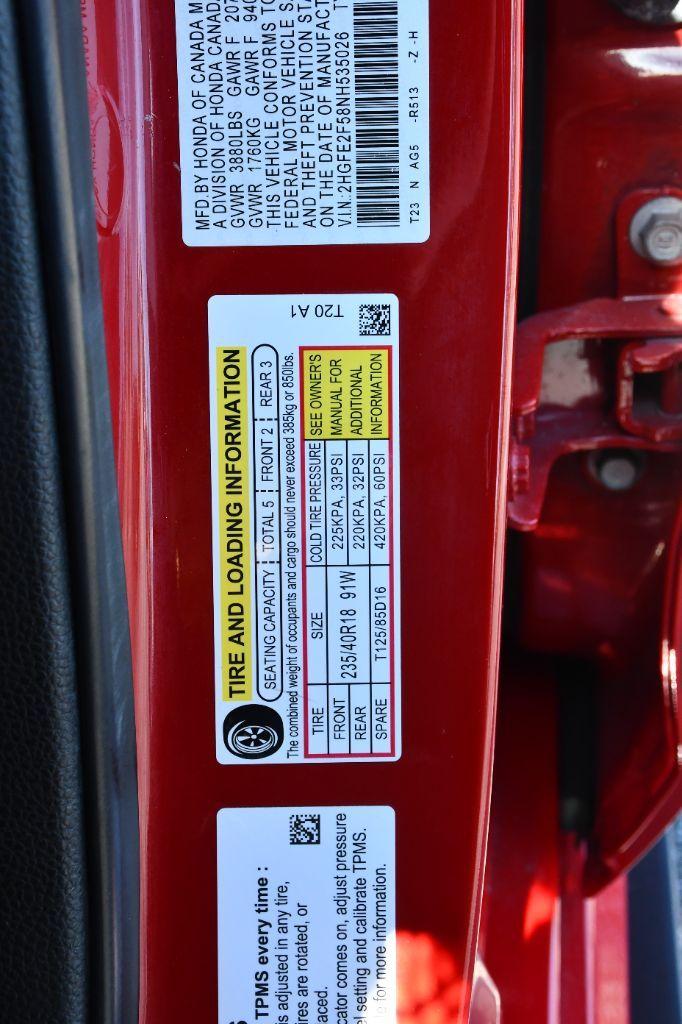 MFD.BY HONDA OF CANADA M
A DIVISION OF HONDA CANADA
GVWR 3880LBS GAWR F 207
GVWR 1760KG GAWR F 940
THIS VEHICLE CONFORMS TO
FEDERAL MOTOR VEHICLE S
AND THEFT PREVENTION STA
ON THE DATE OF MANUFACT
V.I.N.:2HGFE2F58NH535026 T
T23 N AG5 -R513 -Z -H
T20 A1
TIRE AND LOADING INFORMATION
SEATING CAPACITY TOTAL 5 FRONT 2 REAR 3
The combined weight of occupants and cargo should never exceed 385kg or 850lbs.
TIRE SIZE COLD TIRE PRESSURE SEE OWNER'S
FRONT 235/40R18 91W 225KPA, 33PSI MANUAL FOR
REAR 220KPA, 32PSI ADDITIONAL
SPARE T125/85D16 420KPA, 60PSI INFORMATION
TPMS every time :
is adjusted in any tire,
ires are rotated, or
aced.
cator comes on, adjust pressure
el setting and calibrate TPMS.
for more information.